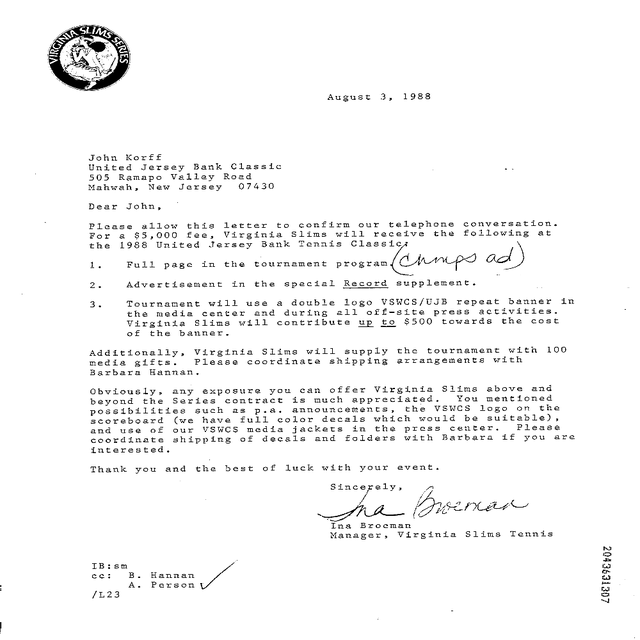 VIRGINIA SLIMS SERIES
August 3, 1988
John Korff
United Jersey Bank Classic
505 Ramapo Valley Road
Mahwah, New Jersey 07430
Dear John,
Please allow this letter to confirm our telephone conversation.
For a $5,000 fee, Virginia Slims will receive the following at
the 1988 United Jersey Bank Tennis Classic:
1. Full page in the tournament program. (Chmps ad)
2. Advertisement in the special Record supplement.
3. Tournament will use a double logo VSWCS/UJB repeat banner in
the media center and during all off-site press activities.
Virginia Slims will contribute up to $500 towards the cost
of the banner.
Additionally, Virginia Slims will supply the tournament with 100
media gifts. Please coordinate shipping arrangements with
Barbara Hannan.
Obviously, any exposure you can offer Virginia Slims above and
beyond the Series contract is much appreciated. You mentioned
possibilities such as p.a. announcements, the VSWCS logo on the
scoreboard (we have full color decals which would be suitable),
and use of our VSWCS media jackets in the press center. Please
coordinate shipping of decals and folders with Barbara if you are
interested.
Thank you and the best of luck with your event.
Sincerely,
Ina Broeman
Ina Broeman
Manager, Virginia Slims Tennis
IB:sm
cc: B. Hannan
A. Person
/L23
2043631307